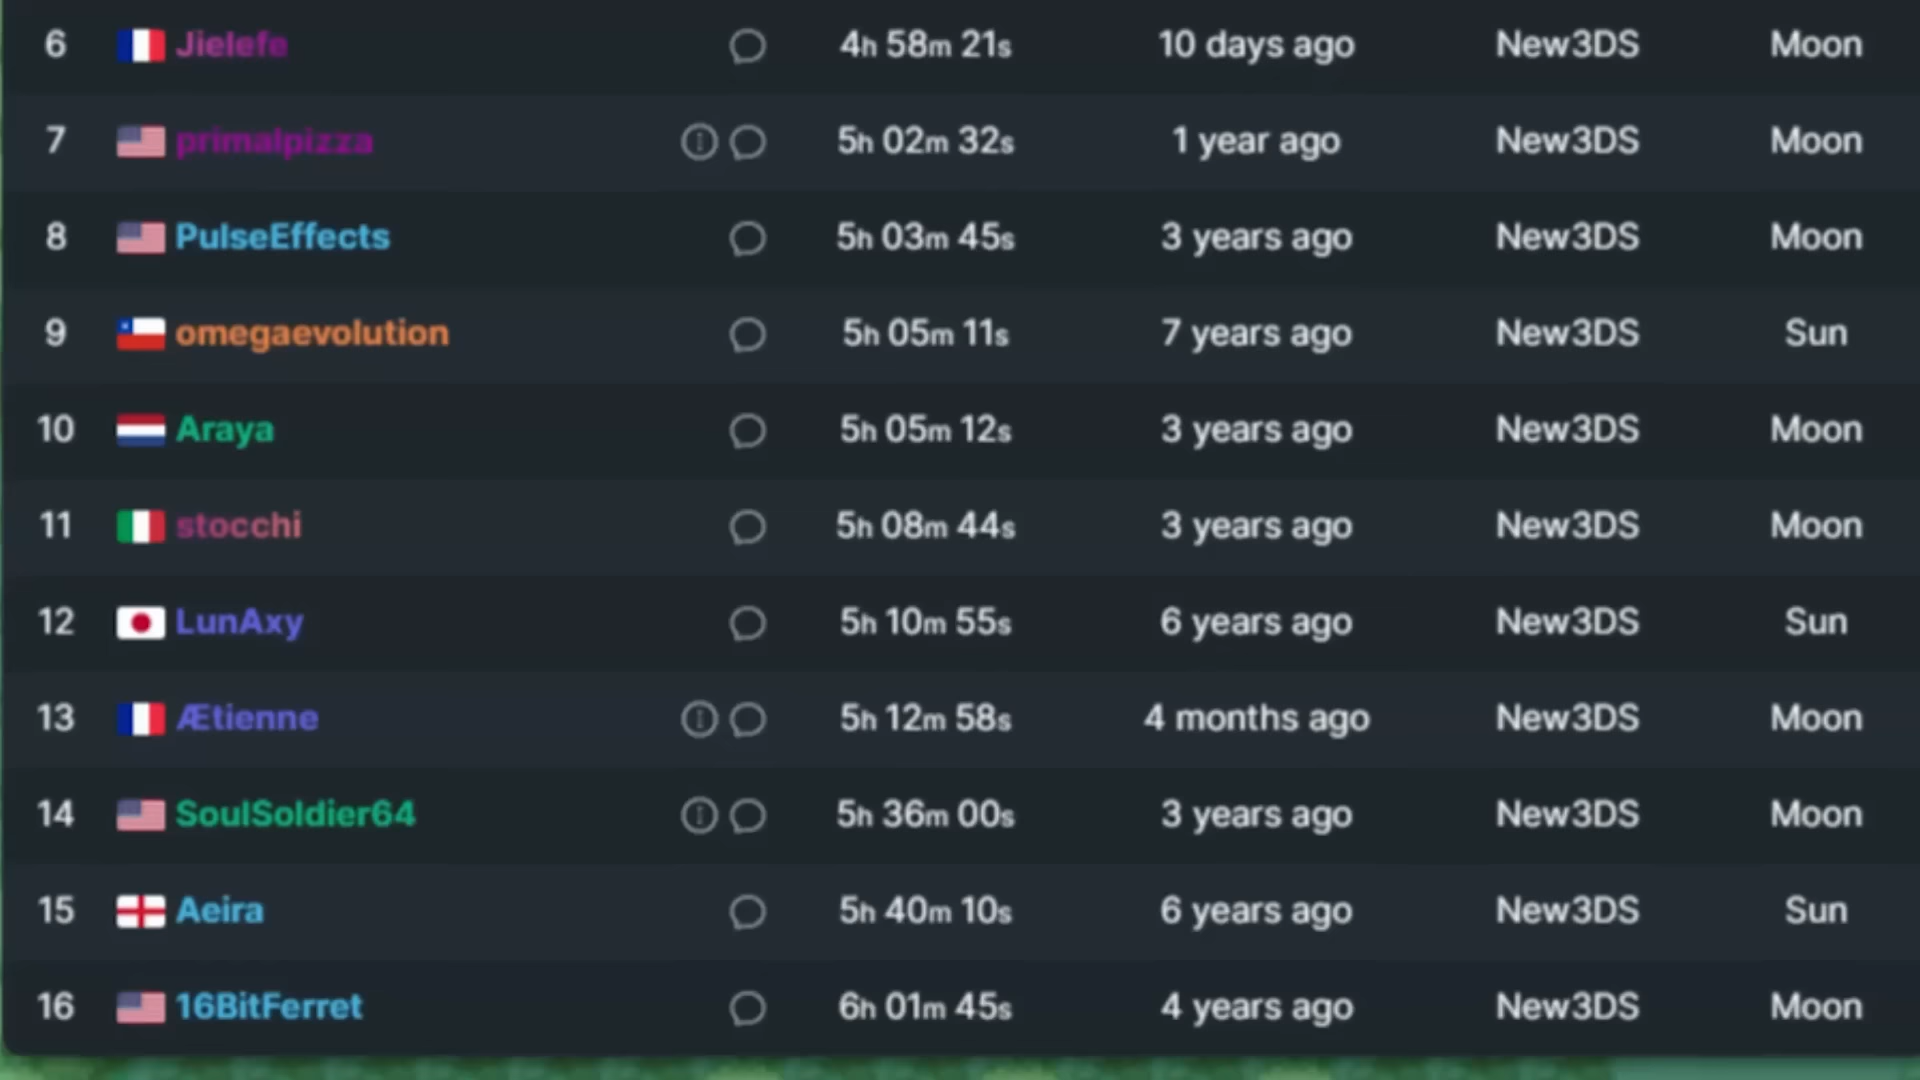 6 Jielefe 4h 58m 21s 10 days ago New3DS Moon
7 primalpizza 5h 02m 32s 1 year ago New3DS Moon
8 PulseEffects 5h 03m 45s 3 years ago New3DS Moon
9 omegaevolution 5h 05m 11s 7 years ago New3DS Sun
10 Araya 5h 05m 12s 3 years ago New3DS Moon
11 stocchi 5h 08m 44s 3 years ago New3DS Moon
12 LunAxy 5h 10m 55s 6 years ago New3DS Sun
13 Ætienne 5h 12m 58s 4 months ago New3DS Moon
14 SoulSoldier64 5h 36m 00s 3 years ago New3DS Moon
15 Aeira 5h 40m 10s 6 years ago New3DS Sun
16 16BitFerret 6h 01m 45s 4 years ago New3DS Moon